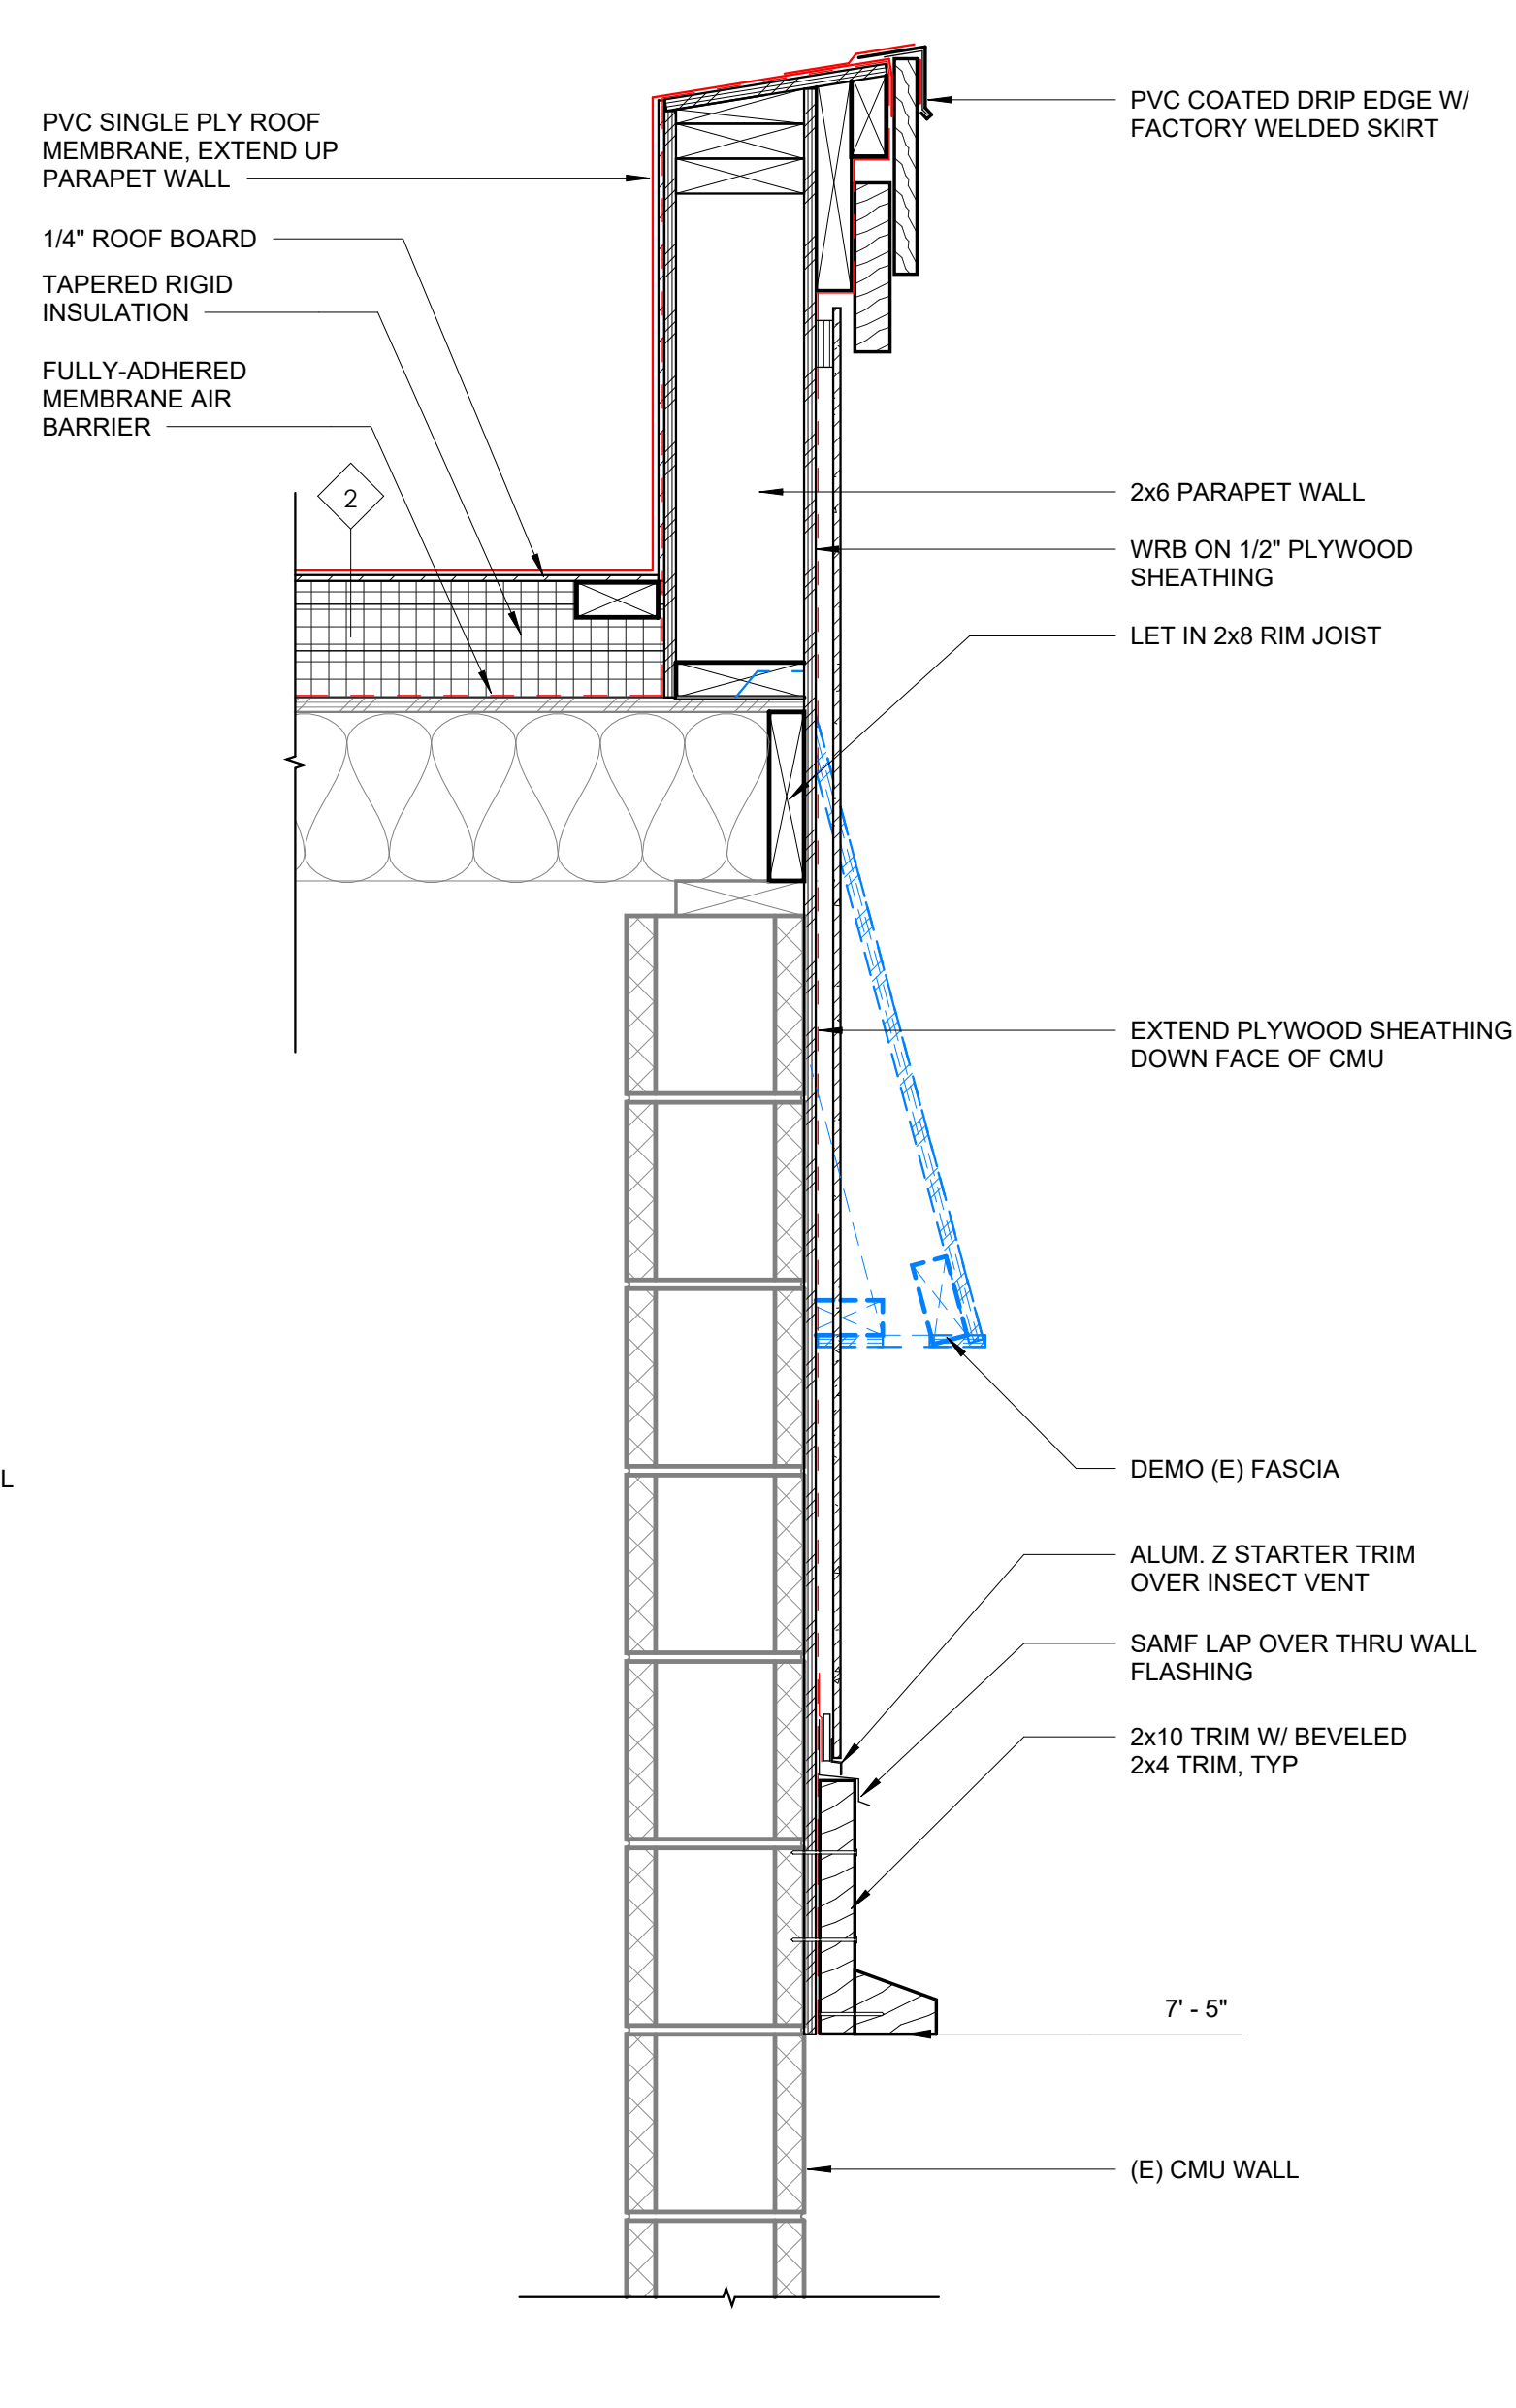 PVC SINGLE PLY ROOF
MEMBRANE, EXTEND UP
PARAPET WALL
1/4" ROOF BOARD
TAPERED RIGID
INSULATION
FULLY-ADHERED
MEMBRANE AIR
BARRIER
2
L
PVC COATED DRIP EDGE W/
FACTORY WELDED SKIRT
2x6 PARAPET WALL
WRB ON 1/2" PLYWOOD
SHEATHING
LET IN 2x8 RIM JOIST
EXTEND PLYWOOD SHEATHING
DOWN FACE OF CMU
DEMO (E) FASCIA
ALUM. Z STARTER TRIM
OVER INSECT VENT
SAMF LAP OVER THRU WALL
FLASHING
2x10 TRIM W/ BEVELED
2x4 TRIM, TYP
7' - 5"
(E) CMU WALL